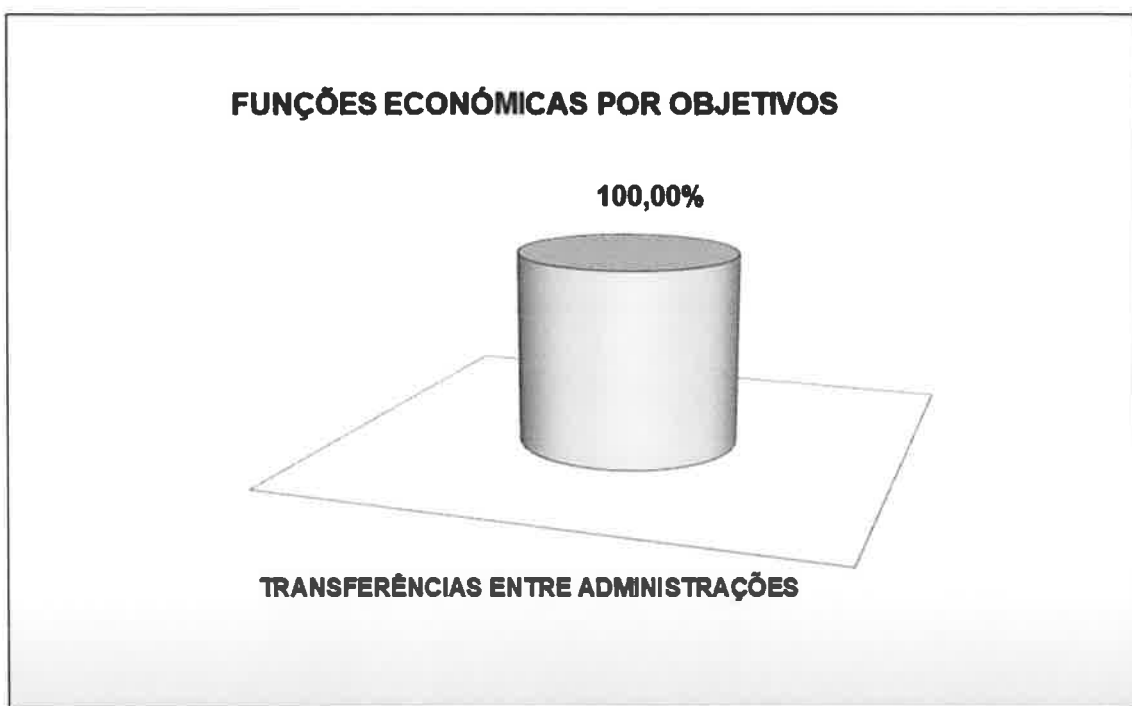 FUNÇÕES ECONÓMICAS POR OBJETIVOS
100,00%
TRANSFERÊNCIAS ENTRE ADMINISTRAÇÕES